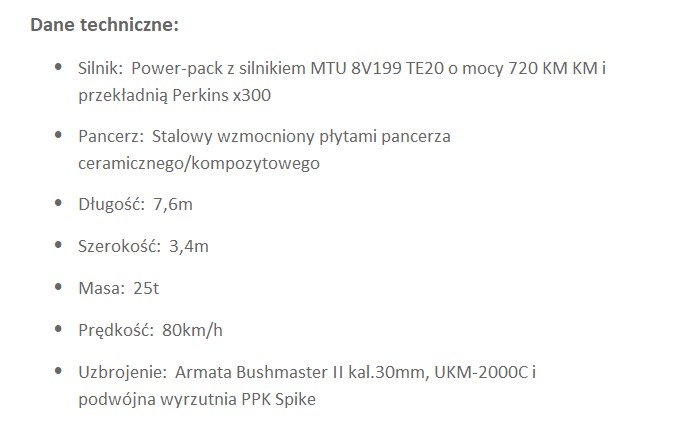 Dane techniczne:
• Silnik: Power-pack z silnikiem MTU 8V199 TE20 o mocy 720 KM KM i
przekładnią Perkins x300
• Pancerz: Stalowy wzmocniony płytami pancerza
ceramicznego/kompozytowego
• Długość: 7,6m
• Szerokość: 3,4m
• Masa: 25t
• Prędkość: 80km/h
• Uzbrojenie: Armata Bushmaster II kal.30mm, UKM-2000C i
podwójna wyrzutnia PPK Spike